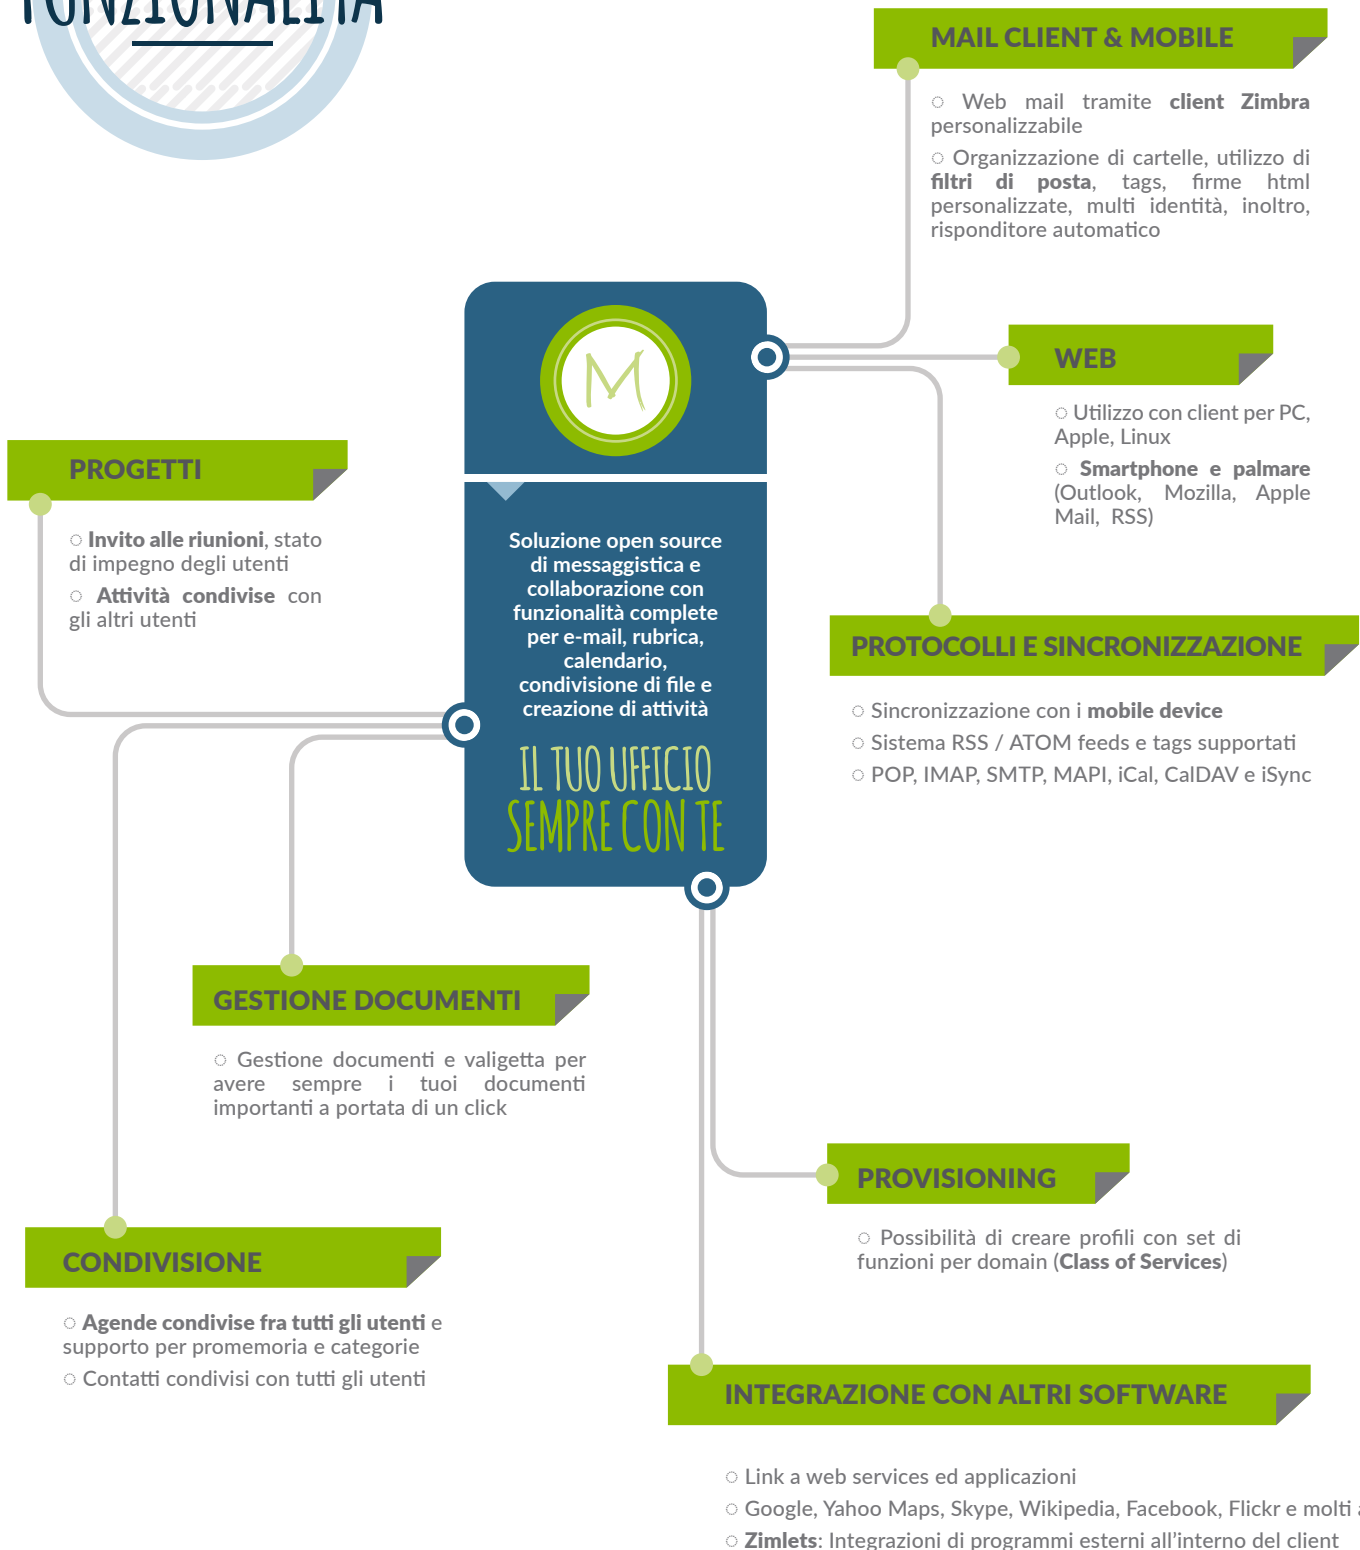 FUNZIONALITÀ
MAIL CLIENT & MOBILE
Web mail tramite client Zimbra
personalizzabile
Organizzazione di cartelle, utilizzo di
filtri di posta, tags, firme html
personalizzate, multi identità, inoltro,
risponditore automatico
M
WEB
Utilizzo con client per PC,
Apple, Linux
Smartphone e palmare
(Outlook, Mozilla, Apple
Mail, RSS)
PROGETTI
Invito alle riunioni, stato
di impegno degli utenti
Attività condivise con
gli altri utenti
Soluzione open source
di messaggistica e
collaborazione con
funzionalità complete
per e-mail, rubrica,
calendario,
condivisione di file e
creazione di attività
IL TUO UFFICIO
SEMPRE CON TE
PROTOCOLLI E SINCRONIZZAZIONE
Sincronizzazione con i mobile device
Sistema RSS / ATOM feeds e tags supportati
POP, IMAP, SMTP, MAPI, iCal, CalDAV e iSync
GESTIONE DOCUMENTI
Gestione documenti e valigetta per
avere sempre i tuoi documenti
importanti a portata di un click
PROVISIONING
Possibilità di creare profili con set di
funzioni per domain (Class of Services)
CONDIVISIONE
Agende condivise fra tutti gli utenti e
supporto per promemoria e categorie
Contatti condivisi con tutti gli utenti
INTEGRAZIONE CON ALTRI SOFTWARE
Link a web services ed applicazioni
Google, Yahoo Maps, Skype, Wikipedia, Facebook, Flickr e molti
Zimlets: Integrazioni di programmi esterni all'interno del client